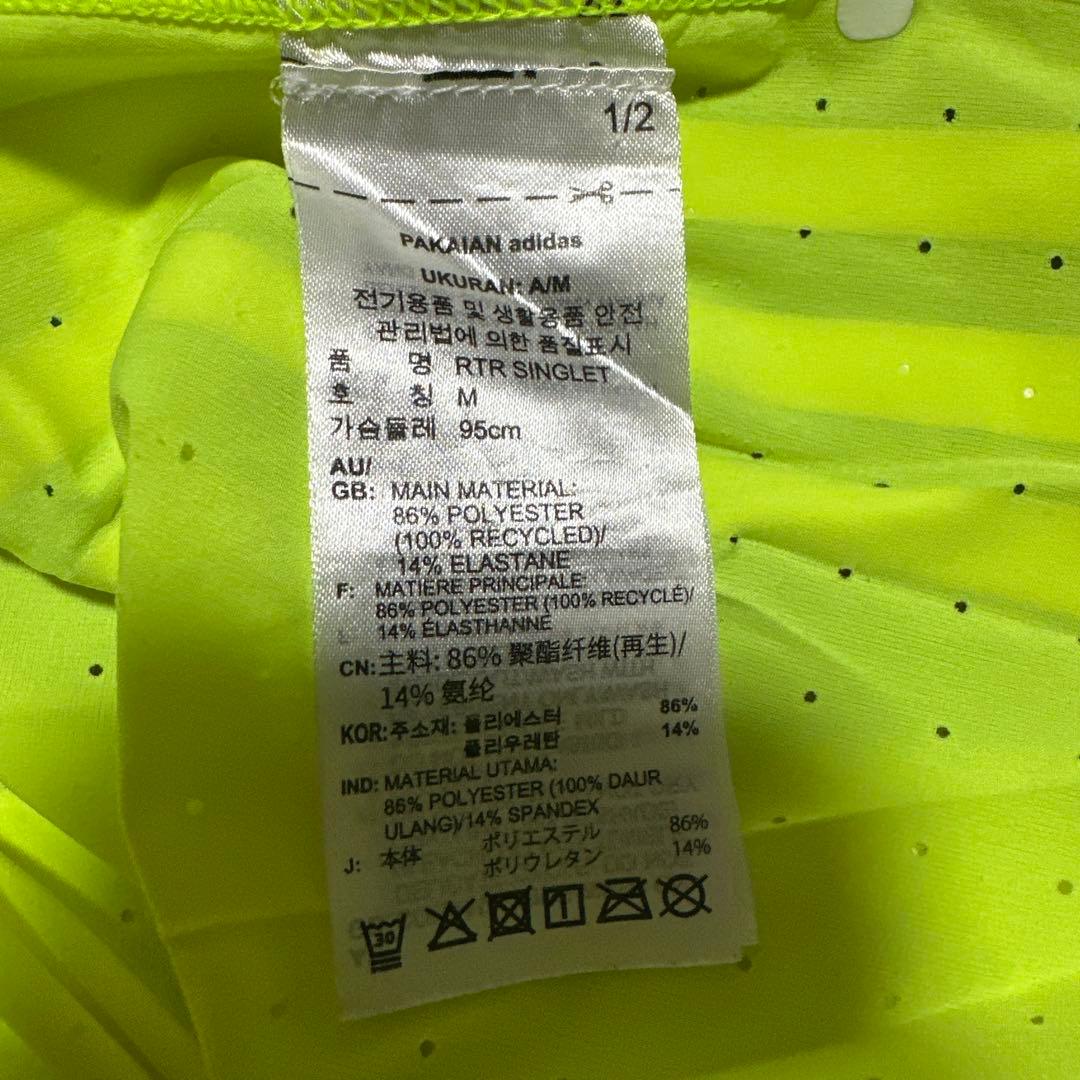 1/2
PAKAIAN adidas
UKURAN: A/M
전기용품 및 생활용품 안전
관리법에 의한 품질표시
품 명 RTR SINGLET
호 칭 M
가슴둘레 95cm
AU/
GB: MAIN MATERIAL:
86% POLYESTER
(100% RECYCLED)/
14% ELASTANE
F: MATIERE PRINCIPALE:
86% POLYESTER (100% RECYCLÉ)/
14% ÉLASTHANNE
CN: 主料: 86% 聚酯纤维(再生)/
14% 氨纶
KOR: 주소재: 폴리에스터 86%
폴리우레탄 14%
IND: MATERIAL UTAMA:
86% POLYESTER (100% DAUR
ULANG)/14% SPANDEX
J: 本体 ポリエステル 86%
ポリウレタン 14%
30